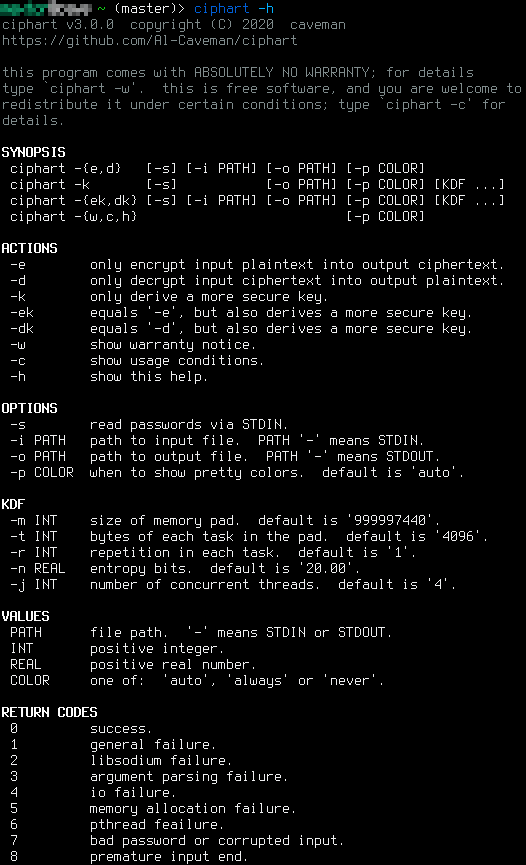 ~ (master)> ciphart -h
ciphart v3.0.0  copyright (C) 2020  caveman
https://github.com/Al-Caveman/ciphart
this program comes with ABSOLUTELY NO WARRANTY; for details
type `ciphart -w'.  this is free software, and you are welcome to
redistribute it under certain conditions; type `ciphart -c' for
details.
SYNOPSIS
ciphart -{e,d}   [-s] [-i PATH] [-o PATH] [-p COLOR]
ciphart -k       [-s]           [-o PATH] [-p COLOR] [KDF ...]
ciphart -{ek,dk} [-s] [-i PATH] [-o PATH] [-p COLOR] [KDF ...]
ciphart -{w,c,h}                          [-p COLOR]
ACTIONS
-e        only encrypt input plaintext into output ciphertext.
-d        only decrypt input ciphertext into output plaintext.
-k        only derive a more secure key.
-ek       equals '-e', but also derives a more secure key.
-dk       equals '-d', but also derives a more secure key.
-w        show warranty notice.
-c        show usage conditions.
-h        show this help.
OPTIONS
-s        read passwords via STDIN.
-i PATH   path to input file.  PATH '-' means STDIN.
-o PATH   path to output file.  PATH '-' means STDOUT.
-p COLOR  when to show pretty colors.  default is 'auto'.
KDF
-m INT    size of memory pad.  default is '999997440'.
-t INT    bytes of each task in the pad.  default is '4096'.
-r INT    repetition in each task.  default is '1'.
-n REAL   entropy bits.  default is '20.00'.
-j INT    number of concurrent threads.  default is '4'.
VALUES
PATH      file path.  '-' means STDIN or STDOUT.
INT       positive integer.
REAL      positive real number.
COLOR     one of:  'auto', 'always' or 'never'.
RETURN CODES
0         success.
1         general failure.
2         libsodium failure.
3         argument parsing failure.
4         io failure.
5         memory allocation failure.
6         pthread feailure.
7         bad password or corrupted input.
8         premature input end.